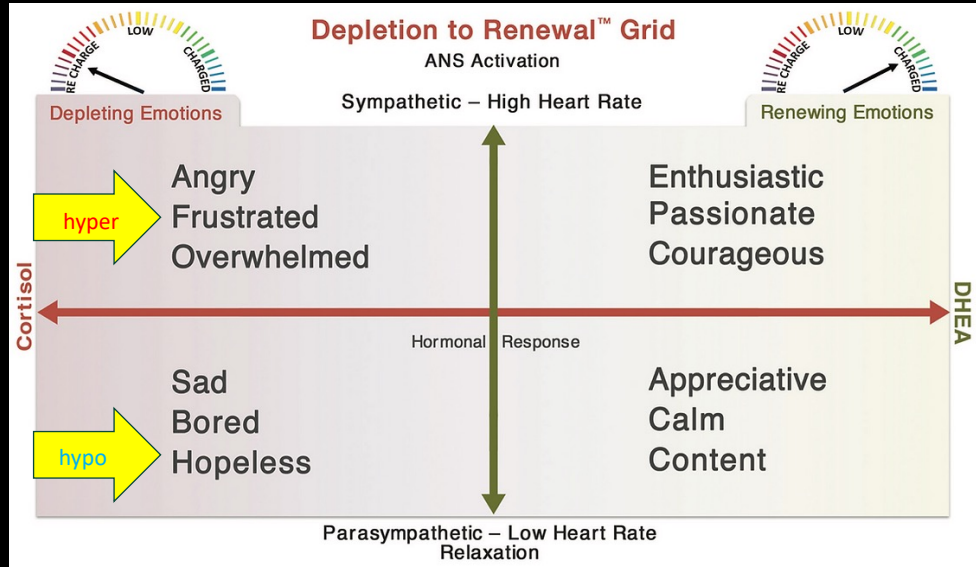 Depletion to Renewal™ Grid
ANS Activation
Sympathetic – High Heart Rate
RE CHARGE
LOW
CHARGED
Depleting Emotions
RE CHARGE
LOW
CHARGED
Renewing Emotions
hyper
Angry
Frustrated
Overwhelmed
Enthusiastic
Passionate
Courageous
Cortisol
DHEA
Hormonal Response
hypo
Sad
Bored
Hopeless
Appreciative
Calm
Content
Parasympathetic – Low Heart Rate
Relaxation